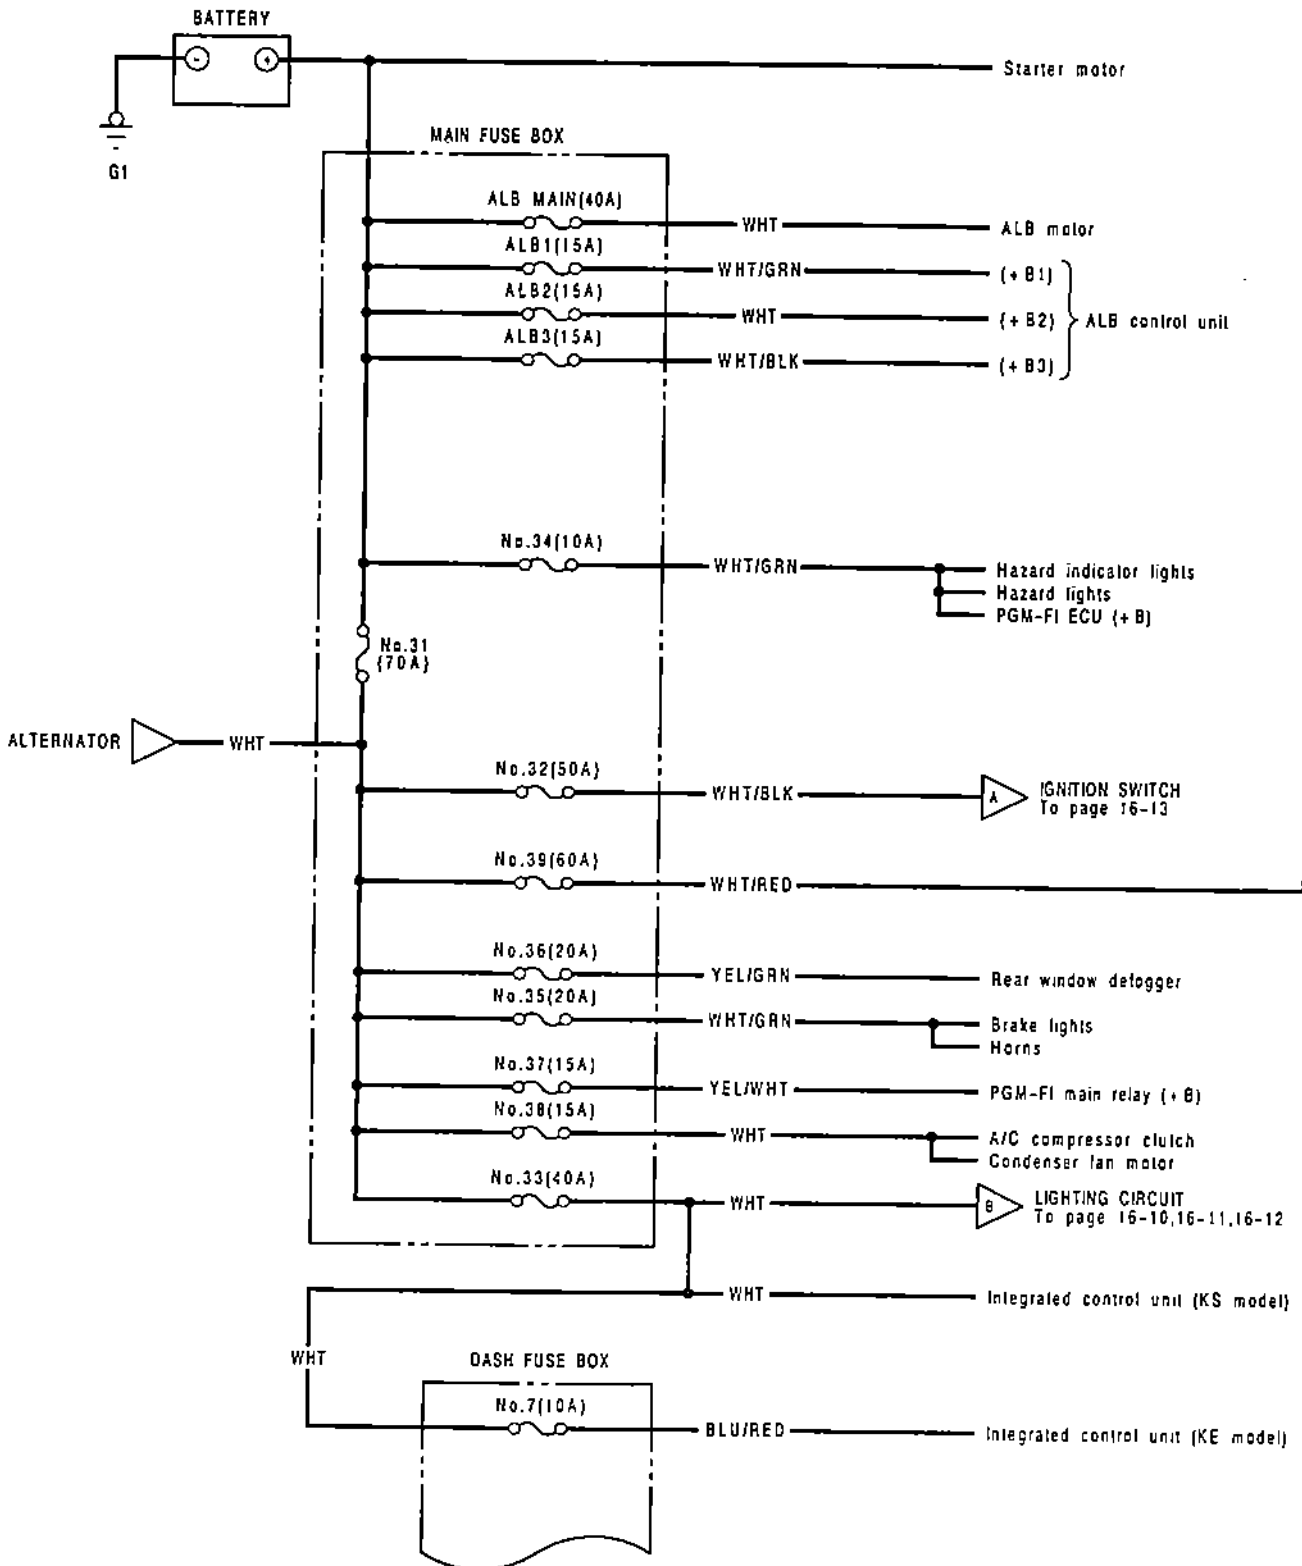 BATTERY
Starter motor
G1
MAIN FUSE BOX
ALB MAIN(40A)
WHT
ALB motor
ALB1(15A)
WHT/GRN
(+B1)
ALB2(15A)
WHT
(+B2)
ALB control unit
ALB3(15A)
WHT/BLK
(+B3)
No.34(10A)
WHT/GRN
Hazard indicator lights
Hazard lights
PGM-FI ECU (+B)
No.31
(70A)
ALTERNATOR
WHT
No.32(50A)
WHT/BLK
A
IGNITION SWITCH
To page 16-13
No.39(60A)
WHT/RED
No.36(20A)
YEL/GRN
Rear window defogger
No.35(20A)
WHT/GRN
Brake lights
Horns
No.37(15A)
YEL/WHT
PGM-FI main relay (+B)
No.38(15A)
WHT
A/C compressor clutch
Condenser fan motor
No.33(40A)
WHT
B
LIGHTING CIRCUIT
To page 16-10,16-11,16-12
WHT
Integrated control unit (KS model)
WHT
DASH FUSE BOX
No.7(10A)
BLU/RED
Integrated control unit (KE model)